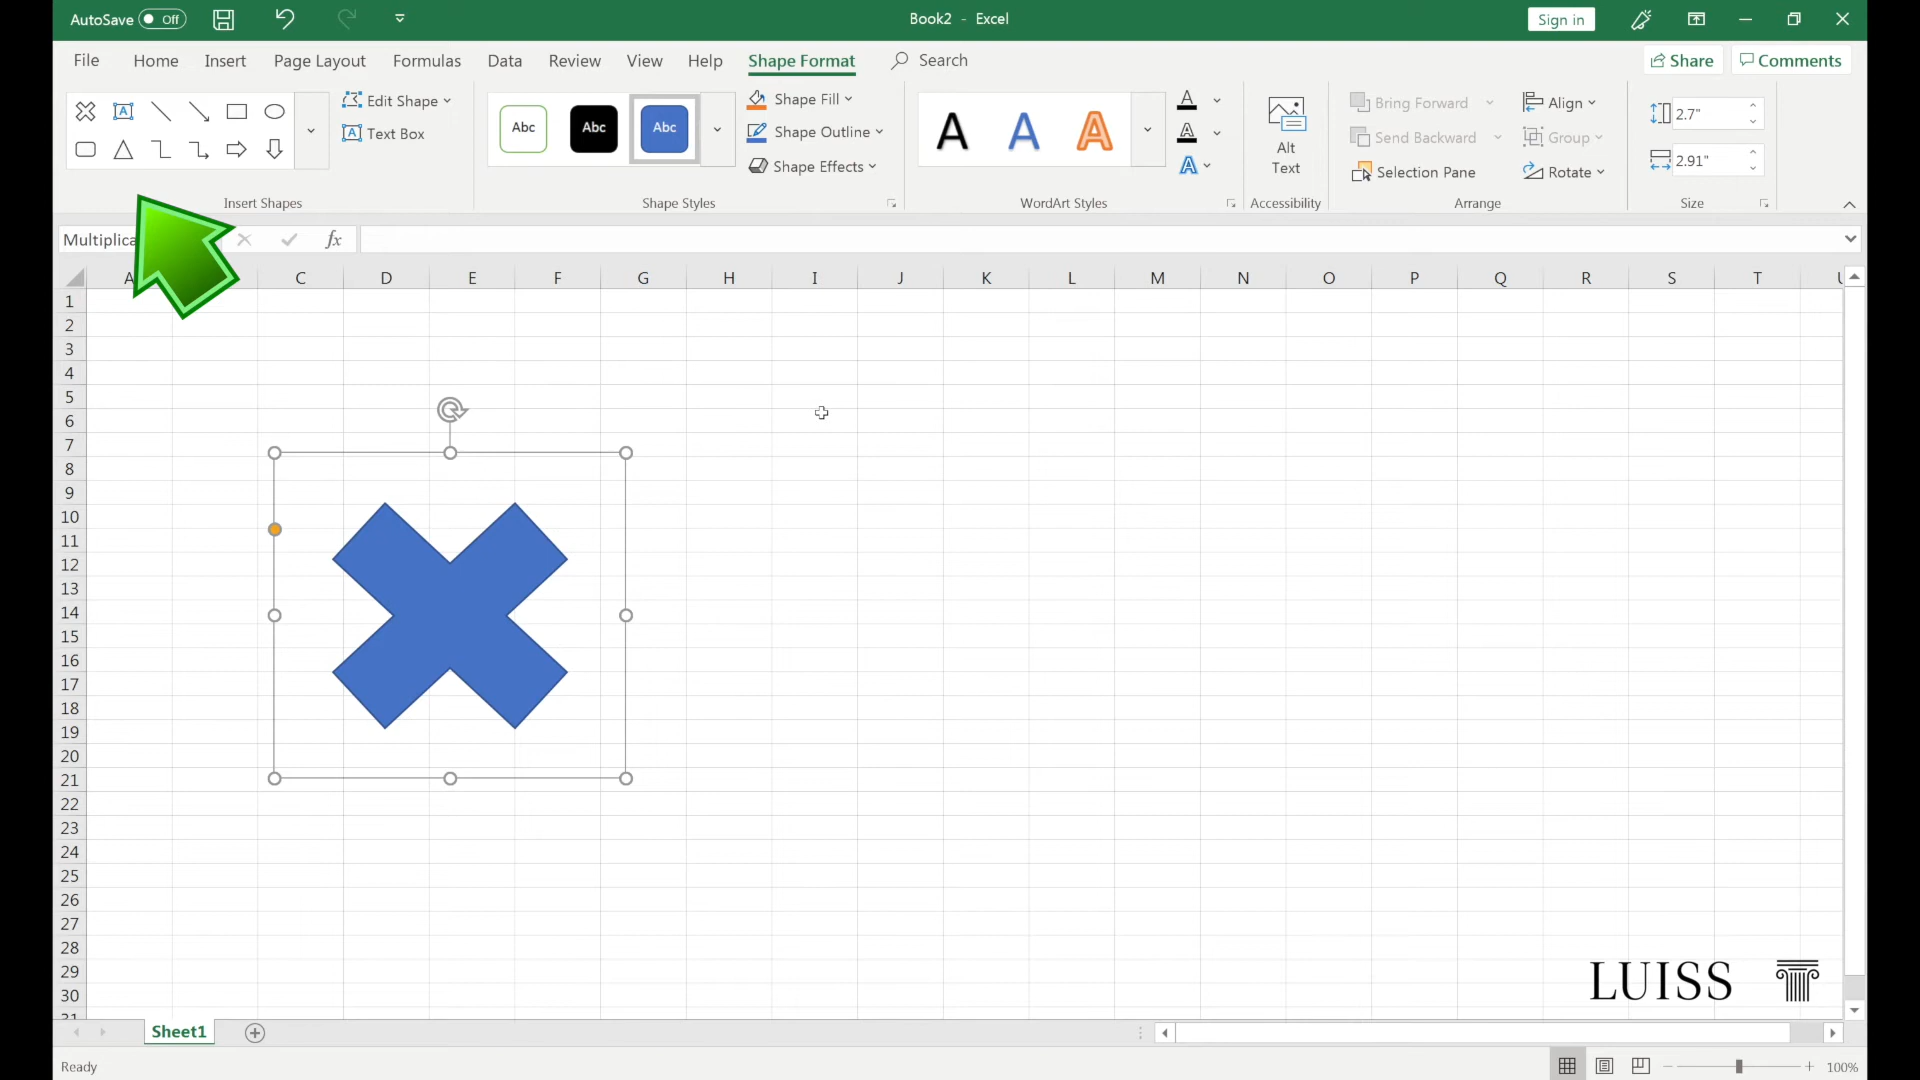 AutoSave Off
Book2 - Excel
Sign in
File Home Insert Page Layout Formulas Data Review View Help Shape Format Search
Share Comments
Edit Shape
Text Box
Insert Shapes
Abc Abc Abc
Shape Fill
Shape Outline
Shape Effects
Shape Styles
A A A
WordArt Styles
Alt
Text
Accessibility
Bring Forward
Send Backward
Selection Pane
Align
Group
Rotate
Arrange
2.7"
2.91"
Size
fx
A C D E F G H I J K L M N O P Q R S T
1
2
3
4
5
6
7
8
9
10
11
12
13
14
15
16
17
18
19
20
21
22
23
24
25
26
27
28
29
30
31
LUISS
Sheet1
Ready
100%